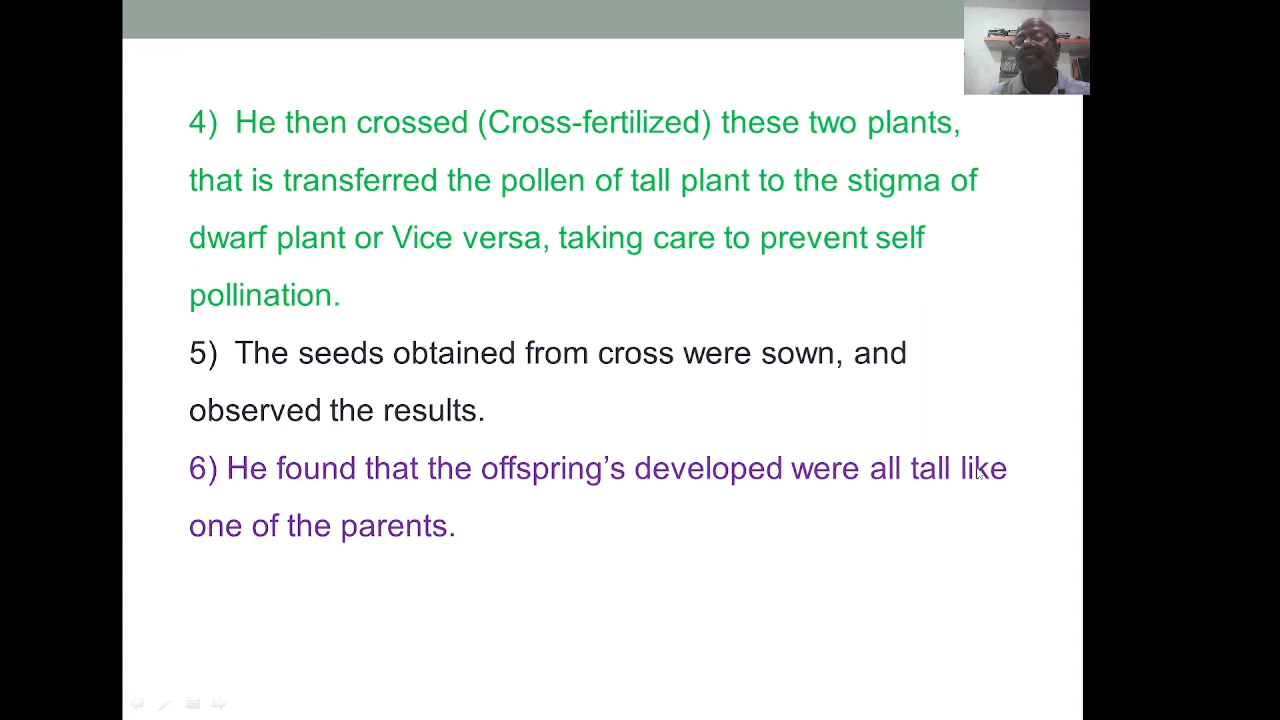 4) He then crossed (Cross-fertilized) these two plants,
that is transferred the pollen of tall plant to the stigma of
dwarf plant or Vice versa, taking care to prevent self
pollination.
5) The seeds obtained from cross were sown, and
observed the results.
6) He found that the offspring’s developed were all tall like
one of the parents.